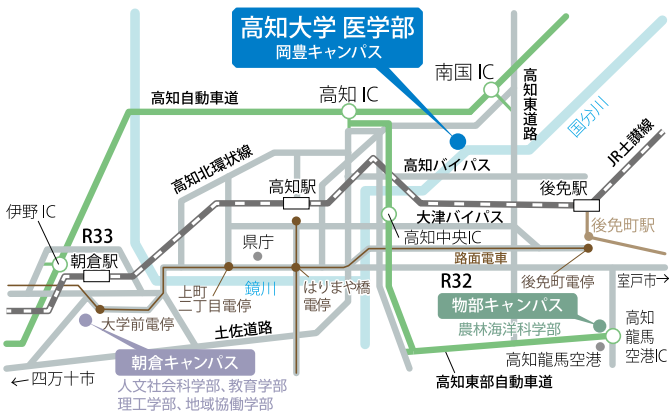 高知大学 医学部
岡豊キャンパス
南国 IC
高知東道路
国分川
高知自動車道
高知 IC
JR土讃線
高知北環状線
高知バイパス
高知駅
後免駅
伊野 IC
R33
大津バイパス
後免町駅
朝倉駅
県庁
高知中央IC
路面電車
上町
二丁目電停
鏡川
はりまや橋
電停
R32
後免町電停
室戸市→
大学前電停
土佐道路
物部キャンパス
農林海洋科学部
高知
龍馬
空港IC
朝倉キャンパス
高知龍馬空港
←四万十市
人文社会科学部、教育学部
理工学部、地域協働学部
高知東部自動車道